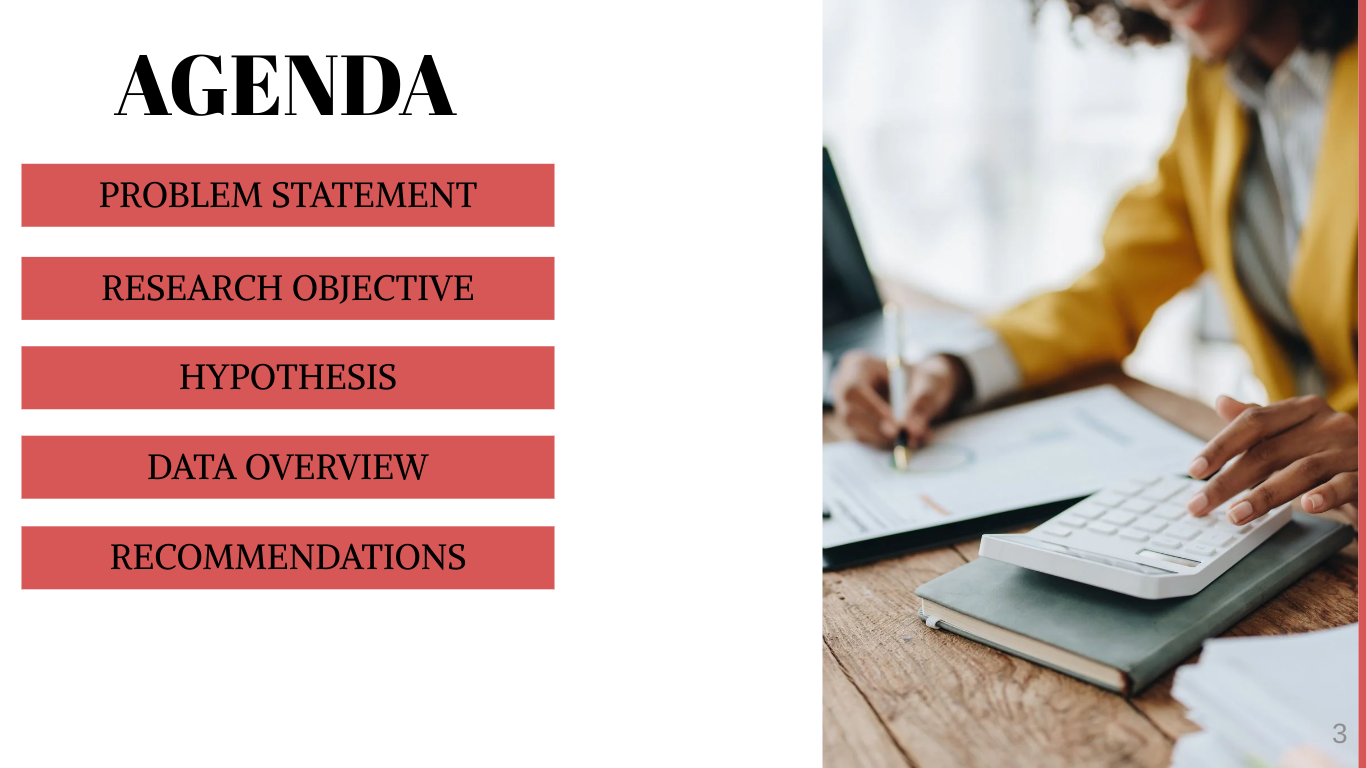 AGENDA
PROBLEM STATEMENT
RESEARCH OBJECTIVE
HYPOTHESIS
DATA OVERVIEW
RECOMMENDATIONS
3